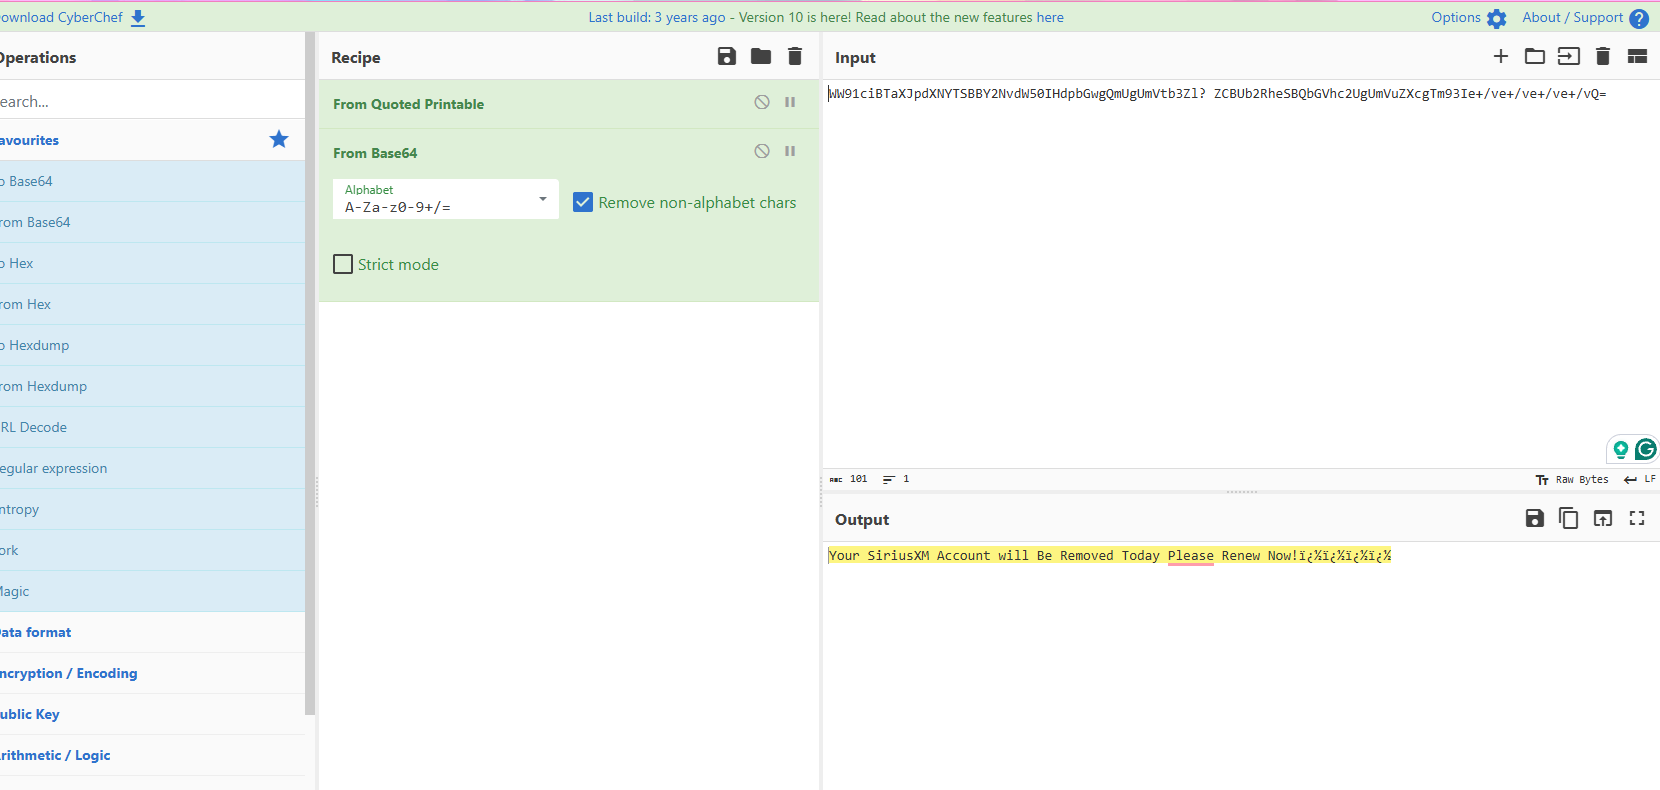 ownload CyberChef
Last build: 3 years ago - Version 10 is here! Read about the new features here
Options
About / Support
Operations
earch...
avourites
o Base64
rom Base64
o Hex
rom Hex
o Hexdump
rom Hexdump
RL Decode
egular expression
ntropy
ork
Magic
ata format
ncryption / Encoding
ublic Key
rithmetic / Logic
Recipe
From Quoted Printable
From Base64
Alphabet
A-Za-z0-9+/=
Remove non-alphabet chars
Strict mode
Input
WW91ciBTaXJpdXNYTSBBY2NvdW50IHdpbGwgQmUgUmVtb3Zl? ZCBUb2RheSBQbGVhc2UgUmVuZXcgTm93Ie+/ve+/ve+/ve+/vQ=
ABC 101 1
Raw Bytes LF
Output
Your SiriusXM Account will Be Removed Today Please Renew Now!ï¿½ï¿½ï¿½ï¿½